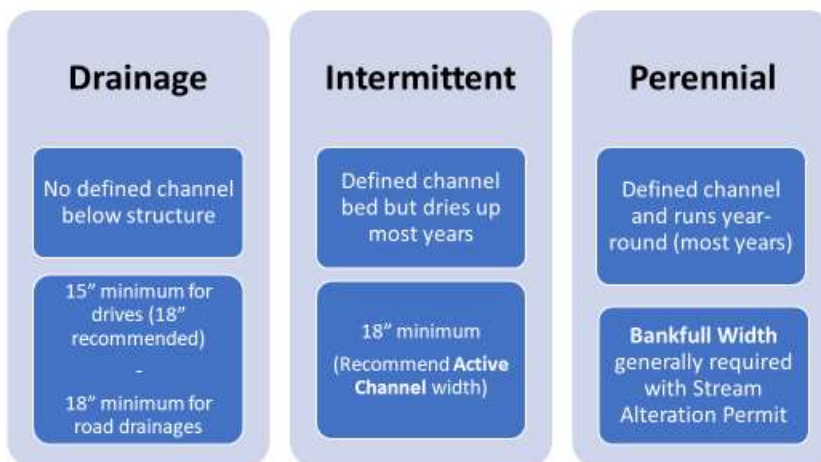 Drainage
No defined channel
below structure
15" minimum for
drives (18"
recommended)
-
18" minimum for
road drainages
Intermittent
Defined channel
bed but dries up
most years
18" minimum
(Recommend Active
Channel width)
Perennial
Defined channel
and runs year-
round (most years)
Bankfull Width
generally required
with Stream
Alteration Permit